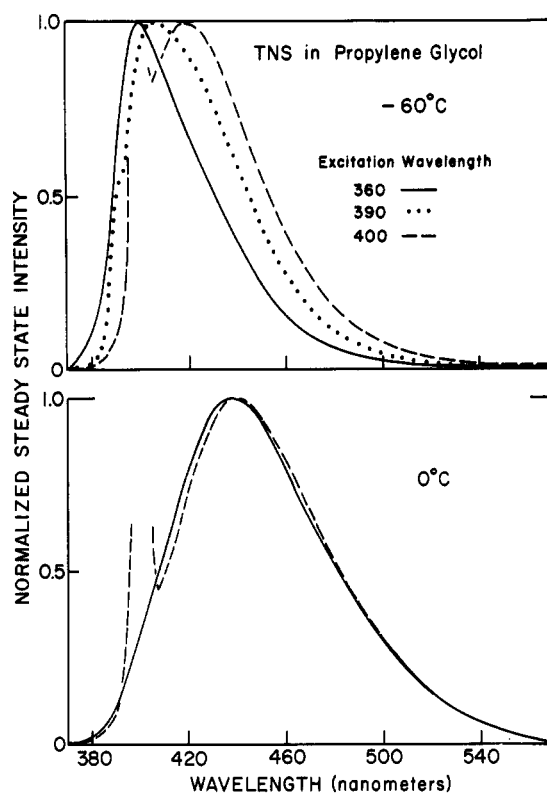 TNS in Propylene Glycol
-60°C
Excitation Wavelength
360
390
400
1.0
0.5
0
1.0
0.5
0
0°C
380 420 460 500 540
WAVELENGTH (nanometers)
NORMALIZED STEADY STATE INTENSITY